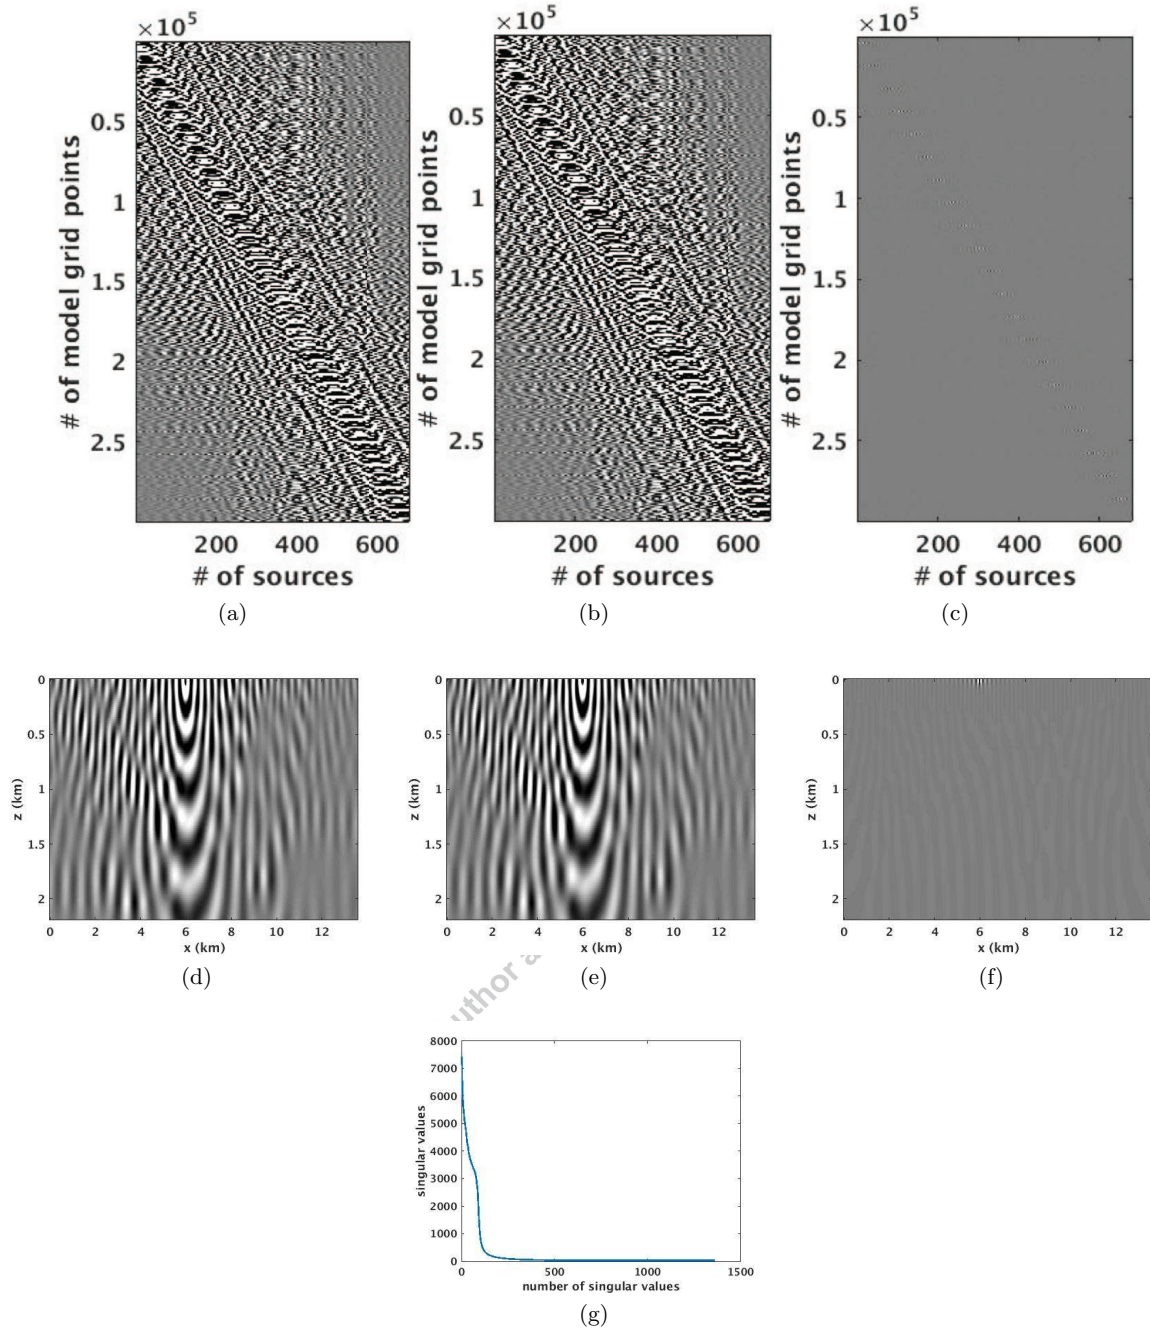 ×10⁵
×10⁵
×10⁵
# of model grid points
0.5
1
1.5
2
2.5
200 400 600
# of sources
(a)
# of model grid points
0.5
1
1.5
2
2.5
200 400 600
# of sources
(b)
# of model grid points
0.5
1
1.5
2
2.5
200 400 600
# of sources
(c)
z (km)
0
0.5
1
1.5
2
0 2 4 6 8 10 12
x (km)
(d)
z (km)
0
0.5
1
1.5
2
0 2 4 6 8 10 12
x (km)
(e)
z (km)
0
0.5
1
1.5
2
0 2 4 6 8 10 12
x (km)
(f)
uthor
singular values
8000
7000
6000
5000
4000
3000
2000
1000
0
0 500 1000 1500
number of singular values
(g)